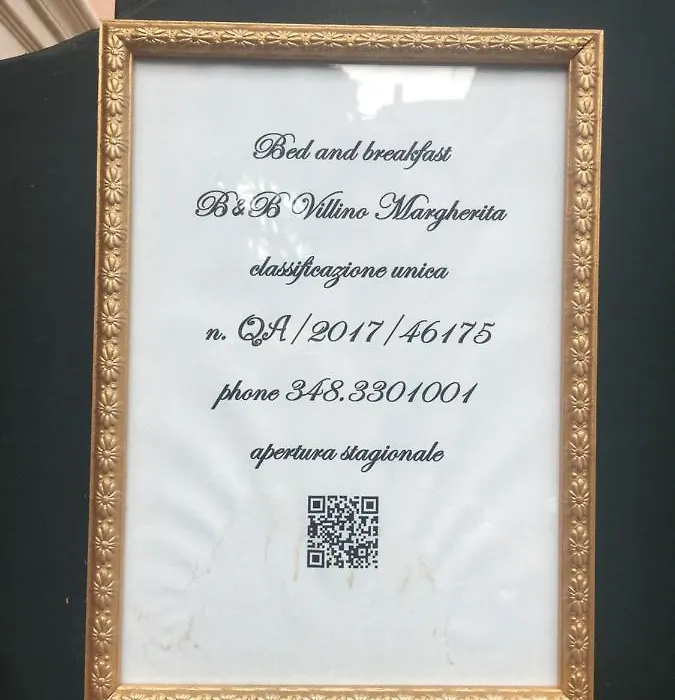 Bed and breakfast
B&B Villino Margherita
classificazione unica
n. QA/2017/46175
phone 348.3301001
apertura stagionale